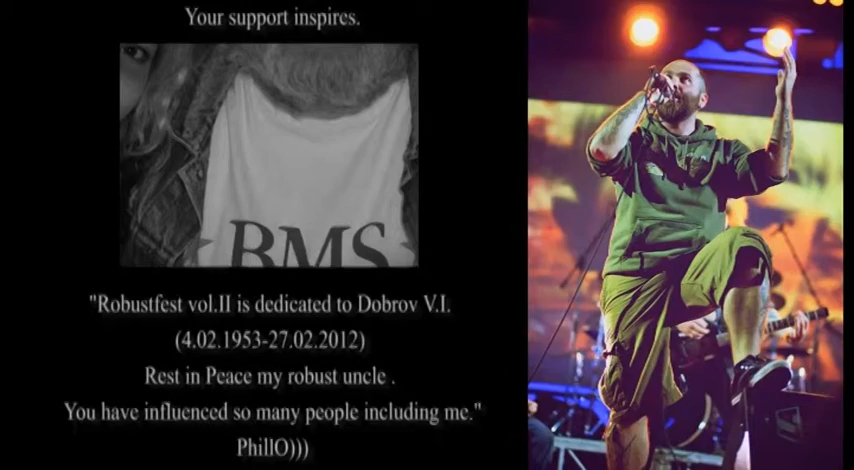 Your support inspires.
BMS
"Robustfest vol.II is dedicated to Dobrov V.I.
(4.02.1953-27.02.2012)
Rest in Peace my robust uncle .
You have influenced so many people including me."
PhillO)))